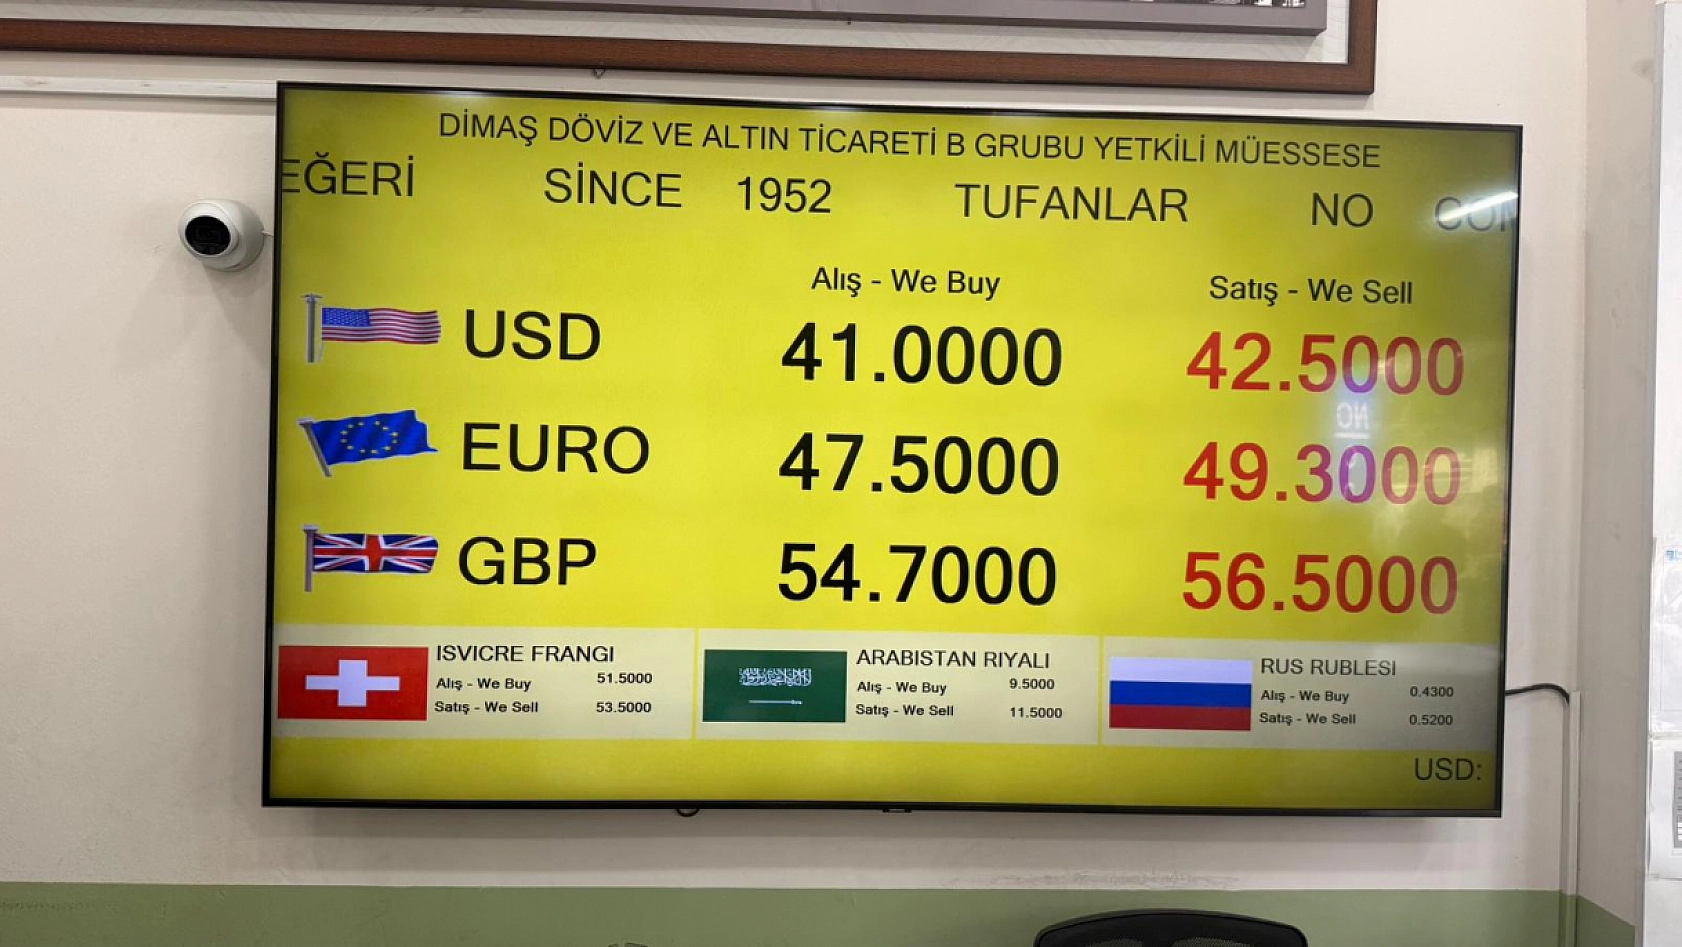 DİMAŞ DÖVİZ VE ALTIN TİCARETİ B GRUBU YETKİLİ MÜESSESE
EĞERİ SİNCE 1952 TUFANLAR NO COM
Alış - We Buy Satış - We Sell
USD 41.0000 42.5000
EURO 47.5000 49.3000
GBP 54.7000 56.5000
ISVICRE FRANGI
Alış - We Buy 51.5000
Satış - We Sell 53.5000
ARABISTAN RIYALI
Alış - We Buy 9.5000
Satış - We Sell 11.5000
RUS RUBLESI
Alış - We Buy 0.4300
Satış - We Sell 0.5200
USD: